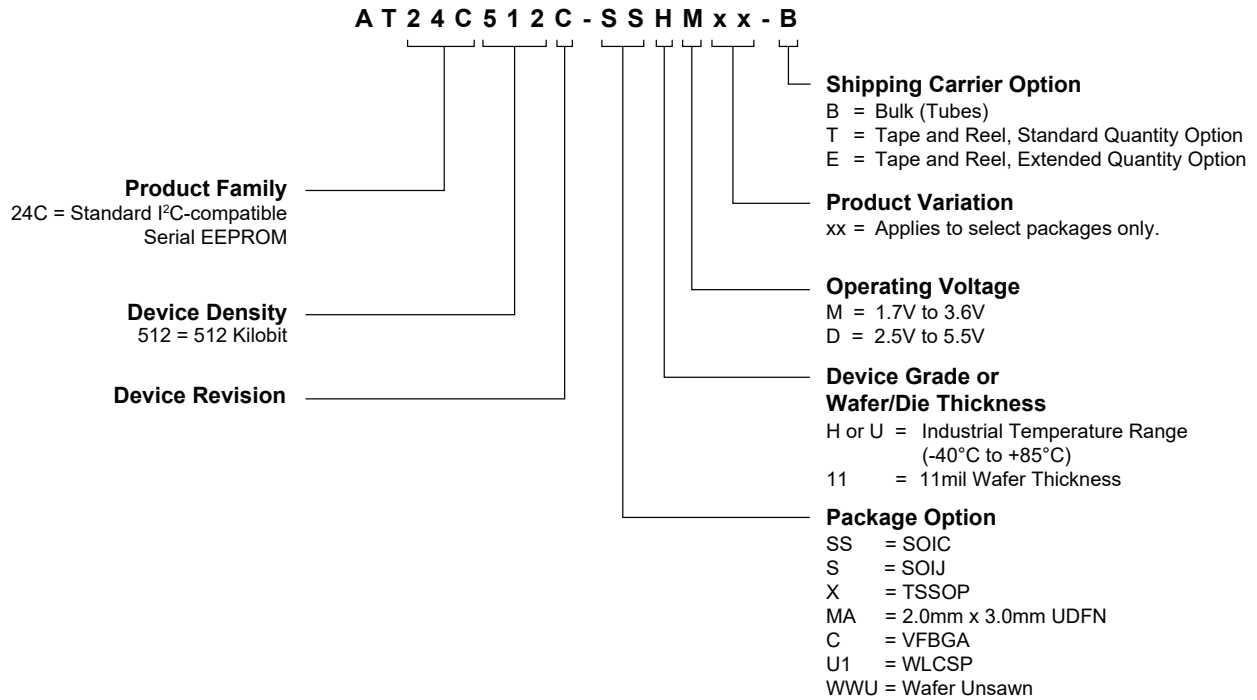 A T 2 4 C 5 1 2 C - S S H M x x - B
Product Family
24C = Standard I²C-compatible
Serial EEPROM
Device Density
512 = 512 Kilobit
Device Revision
Shipping Carrier Option
B = Bulk (Tubes)
T = Tape and Reel, Standard Quantity Option
E = Tape and Reel, Extended Quantity Option
Product Variation
xx = Applies to select packages only.
Operating Voltage
M = 1.7V to 3.6V
D = 2.5V to 5.5V
Device Grade or
Wafer/Die Thickness
H or U = Industrial Temperature Range
(-40°C to +85°C)
11 = 11mil Wafer Thickness
Package Option
SS = SOIC
S = SOIJ
X = TSSOP
MA = 2.0mm x 3.0mm UDFN
C = VFBGA
U1 = WLCSP
WWU = Wafer Unsawn